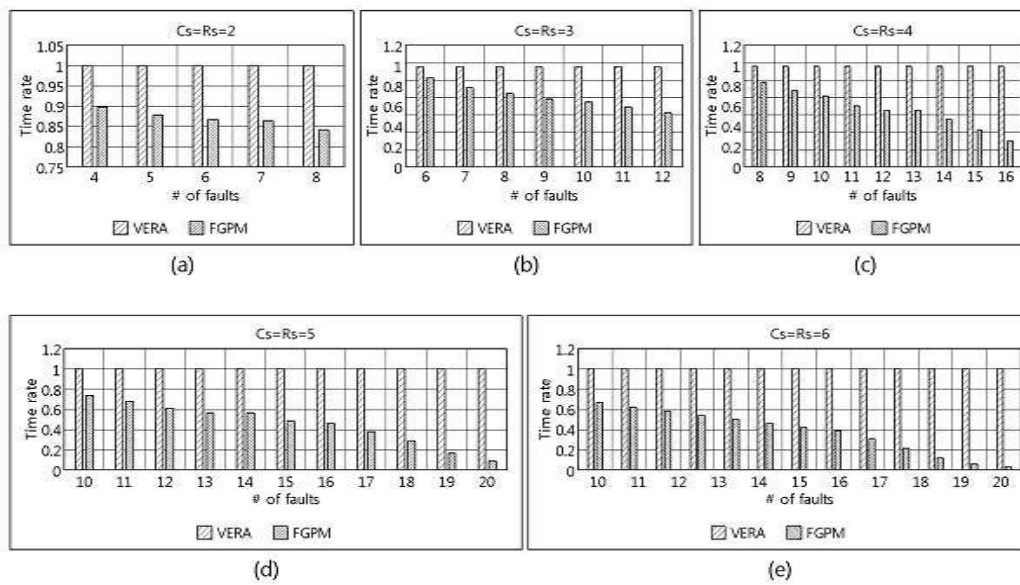 Cs=Rs=2
1.05
1
0.95
0.9
0.85
0.8
0.75
Time rate
4 5 6 7 8
# of faults
VERA FGPM
(a)
Cs=Rs=3
1.2
1
0.8
0.6
0.4
0.2
0
Time rate
6 7 8 9 10 11 12
# of faults
VERA FGPM
(b)
Cs=Rs=4
1.2
1
0.8
0.6
0.4
0.2
0
Time rate
8 9 10 11 12 13 14 15 16
# of faults
VERA FGPM
(c)
Cs=Rs=5
1.2
1
0.8
0.6
0.4
0.2
0
Time rate
10 11 12 13 14 15 16 17 18 19 20
# of faults
VERA FGPM
(d)
Cs=Rs=6
1.2
1
0.8
0.6
0.4
0.2
0
Time rate
10 11 12 13 14 15 16 17 18 19 20
# of faults
VERA FGPM
(e)